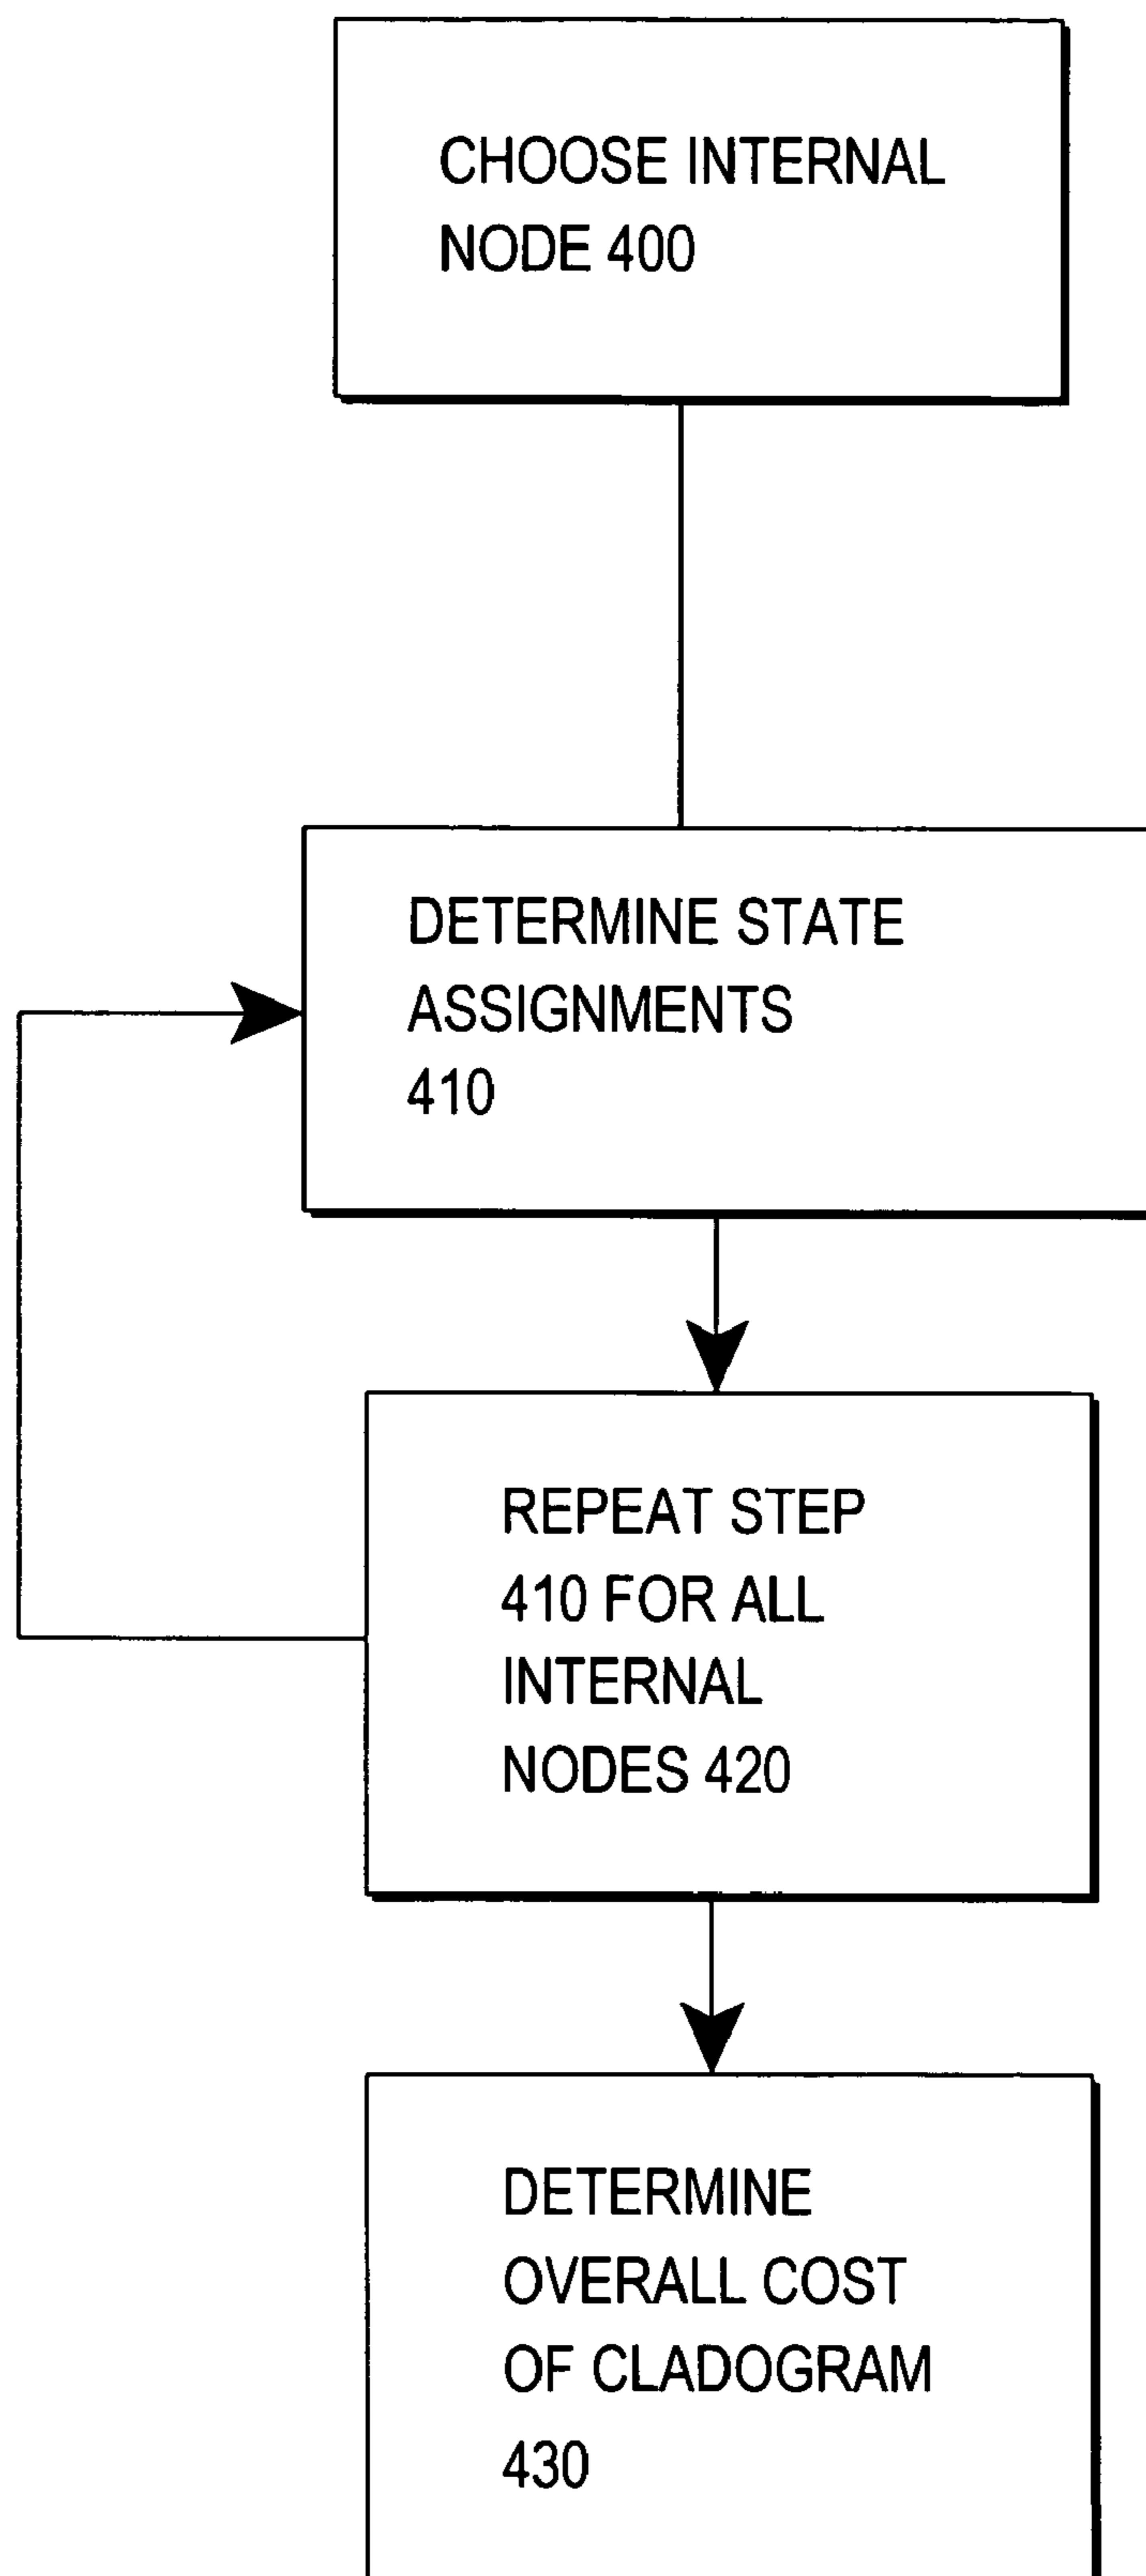 CHOOSE INTERNAL
NODE 400
DETERMINE STATE
ASSIGNMENTS
410
REPEAT STEP
410 FOR ALL
INTERNAL
NODES 420
DETERMINE
OVERALL COST
OF CLADOGRAM
430